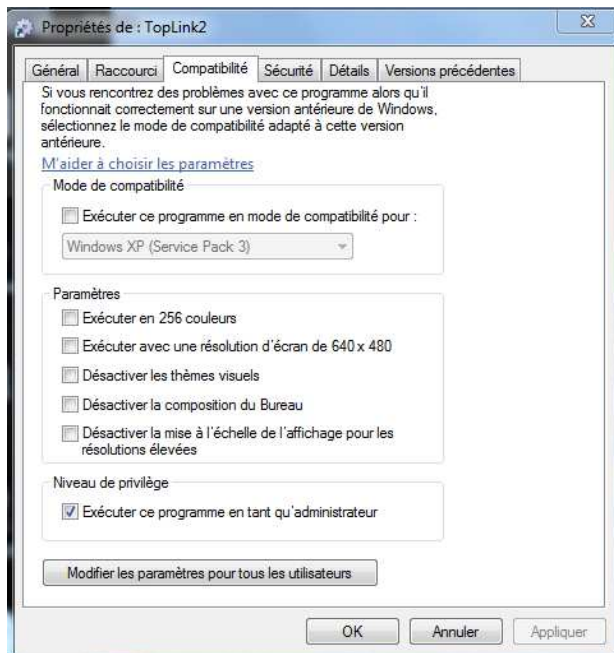 Propriétés de : TopLink2
Général
Raccourci
Compatibilité
Sécurité
Détails
Versions précédentes
Si vous rencontrez des problèmes avec ce programme alors qu'il
fonctionnait correctement sur une version antérieure de Windows,
sélectionnez le mode de compatibilité adapté à cette version
antérieure.
M'aider à choisir les paramètres
Mode de compatibilité
Exécuter ce programme en mode de compatibilité pour :
Windows XP (Service Pack 3)
Paramètres
Exécuter en 256 couleurs
Exécuter avec une résolution d'écran de 640 x 480
Désactiver les thèmes visuels
Désactiver la composition du Bureau
Désactiver la mise à l'échelle de l'affichage pour les
résolutions élevées
Niveau de privilège
Exécuter ce programme en tant qu'administrateur
Modifier les paramètres pour tous les utilisateurs
OK
Annuler
Appliquer